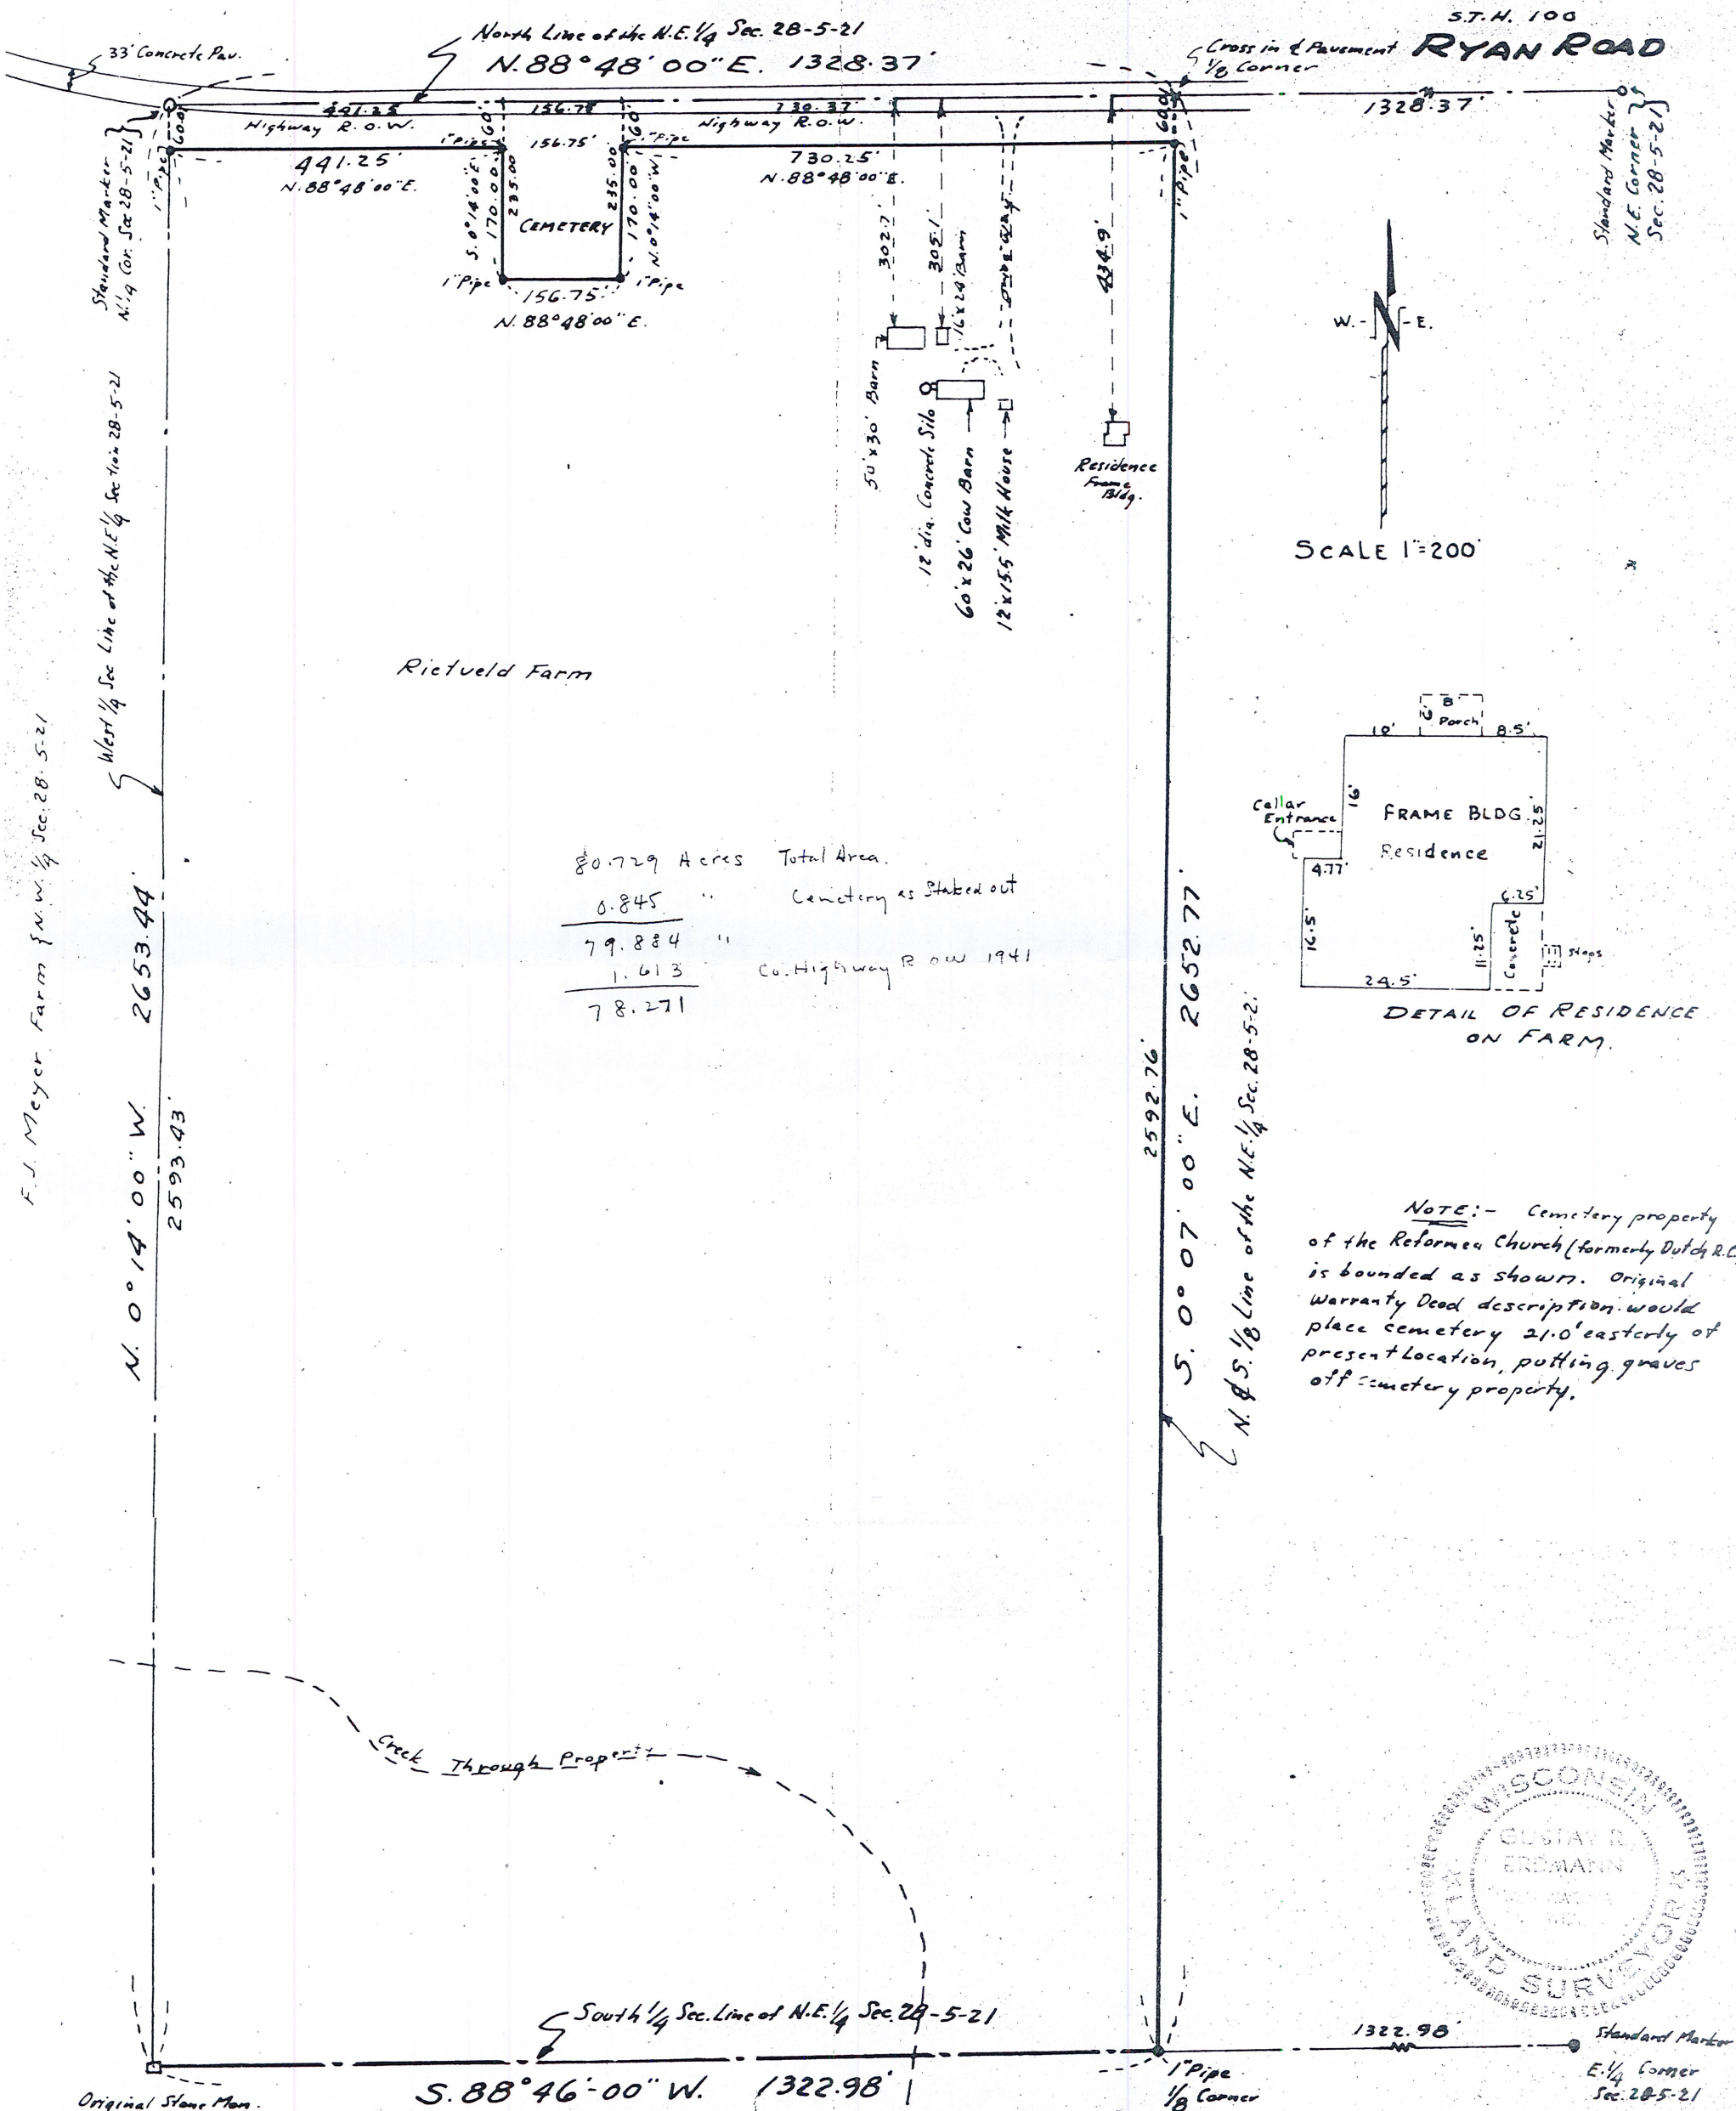 S.T.H. 100
RYAN ROAD
North Line of the N.E. 1/4 Sec. 28-5-21
N. 88° 48' 00" E. 1328.37'
33' Concrete Pav.
Cross in ⅊ Pavement
1/8 Corner
1328.37'
441.25
156.75
730.37
Highway R.O.W.
Highway R.O.W.
60.0'
60'
60'
60.0'
1" Pipe
1" Pipe
156.75'
1" Pipe
1" Pipe
441.25'
N. 88° 48' 00" E.
730.25'
N. 88° 48' 00" E.
Standard Marker
N. 1/4 Cor. Sec 28-5-21
Standard Marker
N.E. Corner
Sec. 28-5-21
S. 0° 14' 00" E.
170.00'
235.00
CEMETERY
235.00'
170.00'
N. 0° 14' 00" W.
1" Pipe
1" Pipe
156.75'
N. 88° 48' 00" E.
302.7'
305.1'
16'x24' Barn
Drive Way
434.9'
50'x30' Barn
12' dia. Concrete Silo
60'x26' Cow Barn
12'x15.5' Milk House
Residence
Frame
Bldg.
W. N E.
SCALE 1"=200'
West 1/4 Sec Line of the N.E. 1/4 Section 28-5-21
Rietveld Farm
F. J. Meyer Farm { N.W. 1/4 Sec. 28-5-21
N. 0° 14' 00" W. 2653.44'
2593.43'
80.729 Acres Total Area.
0.845 " Cemetery as Staked out
79.884 "
1.613 Co. Highway R O W 1941
78.271
2592.76'
S. 0° 07' 00" E. 2652.77'
N. & S. 1/8 Line of the N.E. 1/4 Sec. 28-5-2
8'
6'
Porch
10'
8.5'
16'
Cellar
Entrance
FRAME BLDG.
Residence
21.25'
4.77'
6.25'
16.5'
11.25'
Concrete
Steps
24.5'
DETAIL OF RESIDENCE
ON FARM.
NOTE:- Cemetery property
of the Reformed Church (formerly Dutch R.C.
is bounded as shown. Original
Warranty Deed description would
place cemetery 21.0' easterly of
present Location, putting graves
off cemetery property.
Creek Through Property
WISCONSIN
GUSTAV R.
ERDMANN
LAND SURVEYOR
South 1/4 Sec. Line of N.E. 1/4 Sec. 28-5-21
S. 88° 46'-00" W. 1322.98'
Original Stone Mon.
1" Pipe
1/8 Corner
1322.98'
Standard Marker
E. 1/4 Corner
Sec. 28-5-21